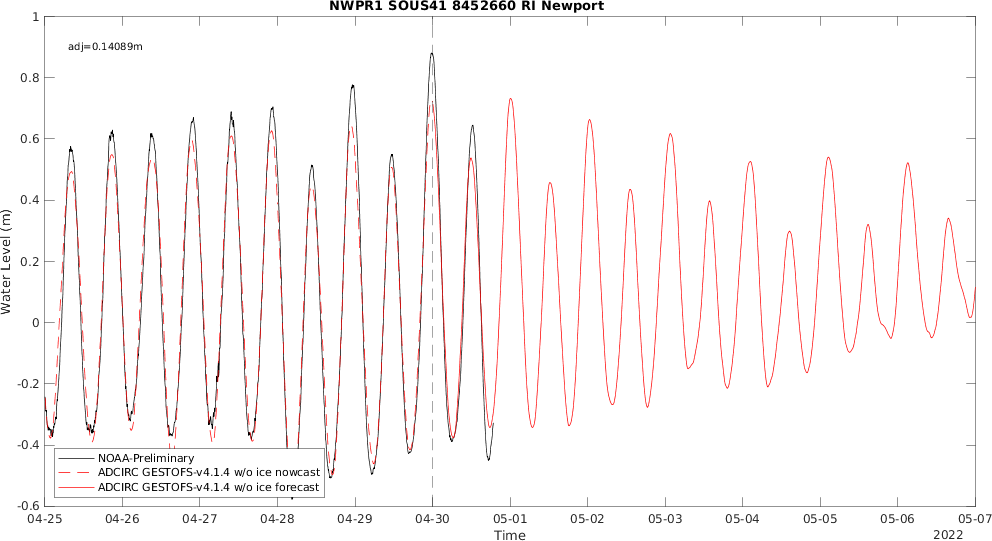 NWPR1 SOUS41 8452660 RI Newport
adj=0.14089m
1
0.8
0.6
0.4
0.2
0
-0.2
-0.4
-0.6
Water Level (m)
NOAA-Preliminary
ADCIRC GESTOFS-v4.1.4 w/o ice nowcast
ADCIRC GESTOFS-v4.1.4 w/o ice forecast
04-25 04-26 04-27 04-28 04-29 04-30 05-01 05-02 05-03 05-04 05-05 05-06 05-07
Time
2022